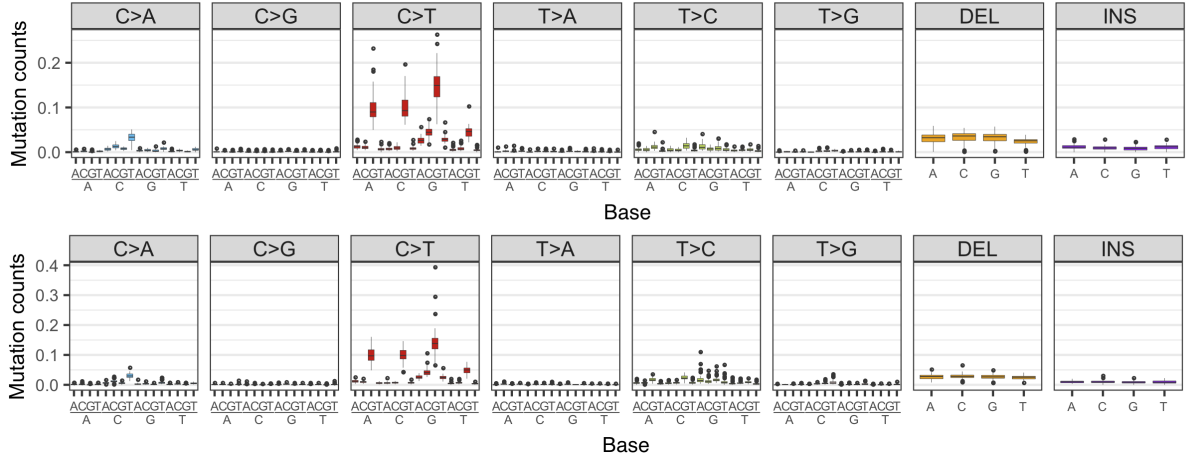 C>A C>G C>T T>A T>C T>G DEL INS
Mutation counts
0.2
0.1
0.0
ACGTACGTACGTACGT ACGTACGTACGTACGT ACGTACGTACGTACGT ACGTACGTACGTACGT ACGTACGTACGTACGT ACGTACGTACGTACGT A C G T A C G T
A C G T A C G T A C G T A C G T A C G T A C G T
Base
C>A C>G C>T T>A T>C T>G DEL INS
Mutation counts
0.4
0.3
0.2
0.1
0.0
ACGTACGTACGTACGT ACGTACGTACGTACGT ACGTACGTACGTACGT ACGTACGTACGTACGT ACGTACGTACGTACGT ACGTACGTACGTACGT A C G T A C G T
A C G T A C G T A C G T A C G T A C G T A C G T
Base